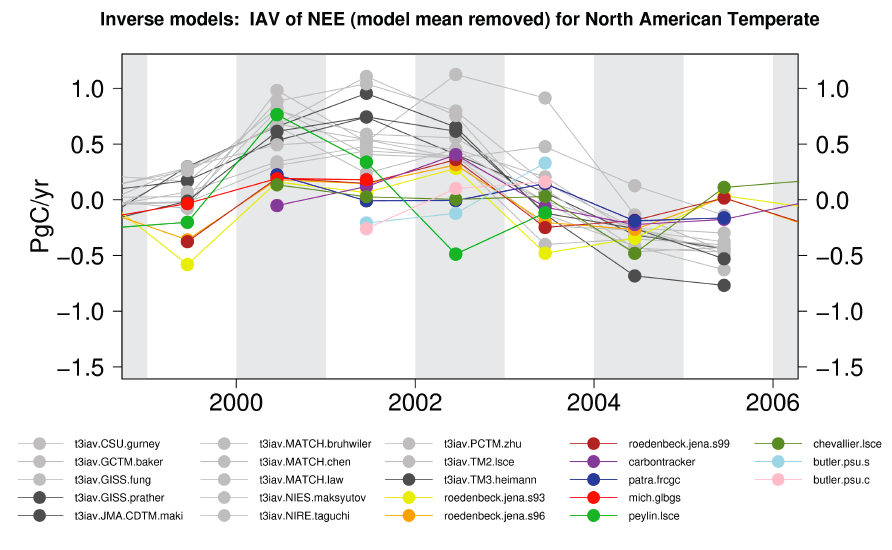 Inverse models: IAV of NEE (model mean removed) for North American Temperate
PgC/yr
1.0
0.5
0.0
−0.5
−1.0
−1.5
1.0
0.5
0.0
−0.5
−1.0
−1.5
2000 2002 2004 2006
t3iav.CSU.gurney
t3iav.GCTM.baker
t3iav.GISS.fung
t3iav.GISS.prather
t3iav.JMA.CDTM.maki
t3iav.MATCH.bruhwiler
t3iav.MATCH.chen
t3iav.MATCH.law
t3iav.NIES.maksyutov
t3iav.NIRE.taguchi
t3iav.PCTM.zhu
t3iav.TM2.lsce
t3iav.TM3.heimann
roedenbeck.jena.s93
roedenbeck.jena.s96
roedenbeck.jena.s99
carbontracker
patra.frcgc
mich.glbgs
peylin.lsce
chevallier.lsce
butler.psu.s
butler.psu.c